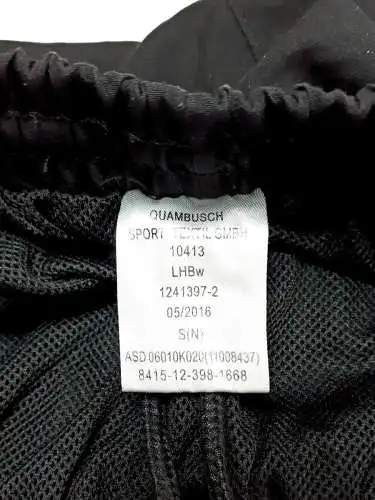 QUAMBUSCH
SPORT TEXTIL GMBH
10413
LHBw
1241397-2
05/2016
S(N)
ASD 06010K020(11008437)
8415-12-398-1668